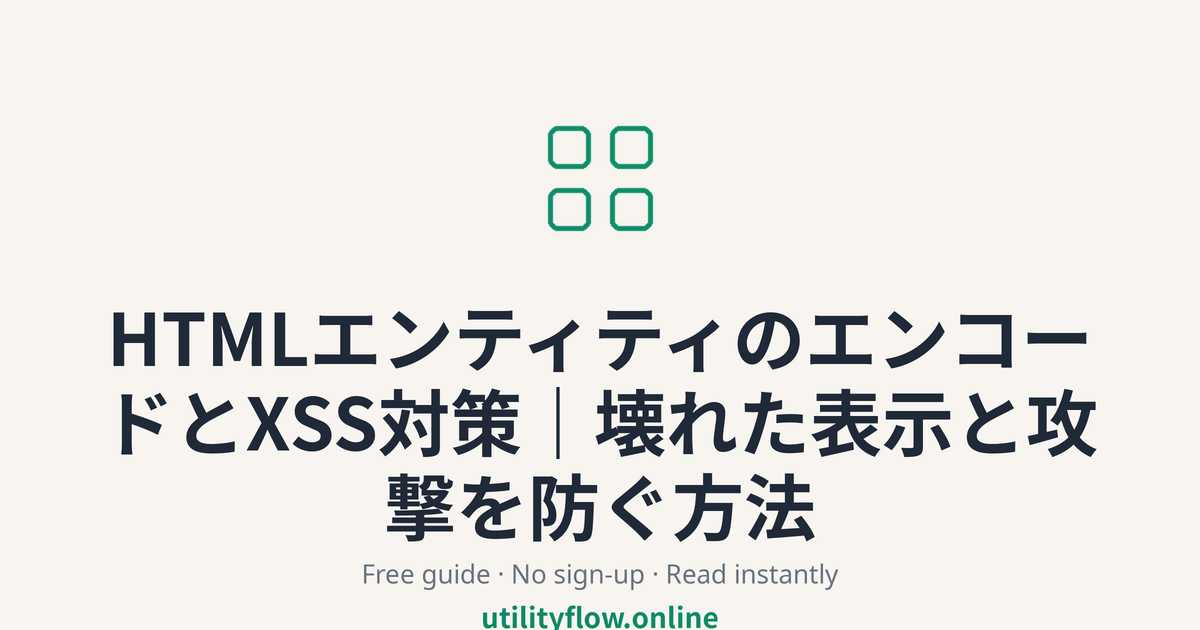 HTMLエンティティのエンコー
ドとXSS対策｜壊れた表示と攻
撃を防ぐ方法
Free guide · No sign-up · Read instantly
utilityflow.online